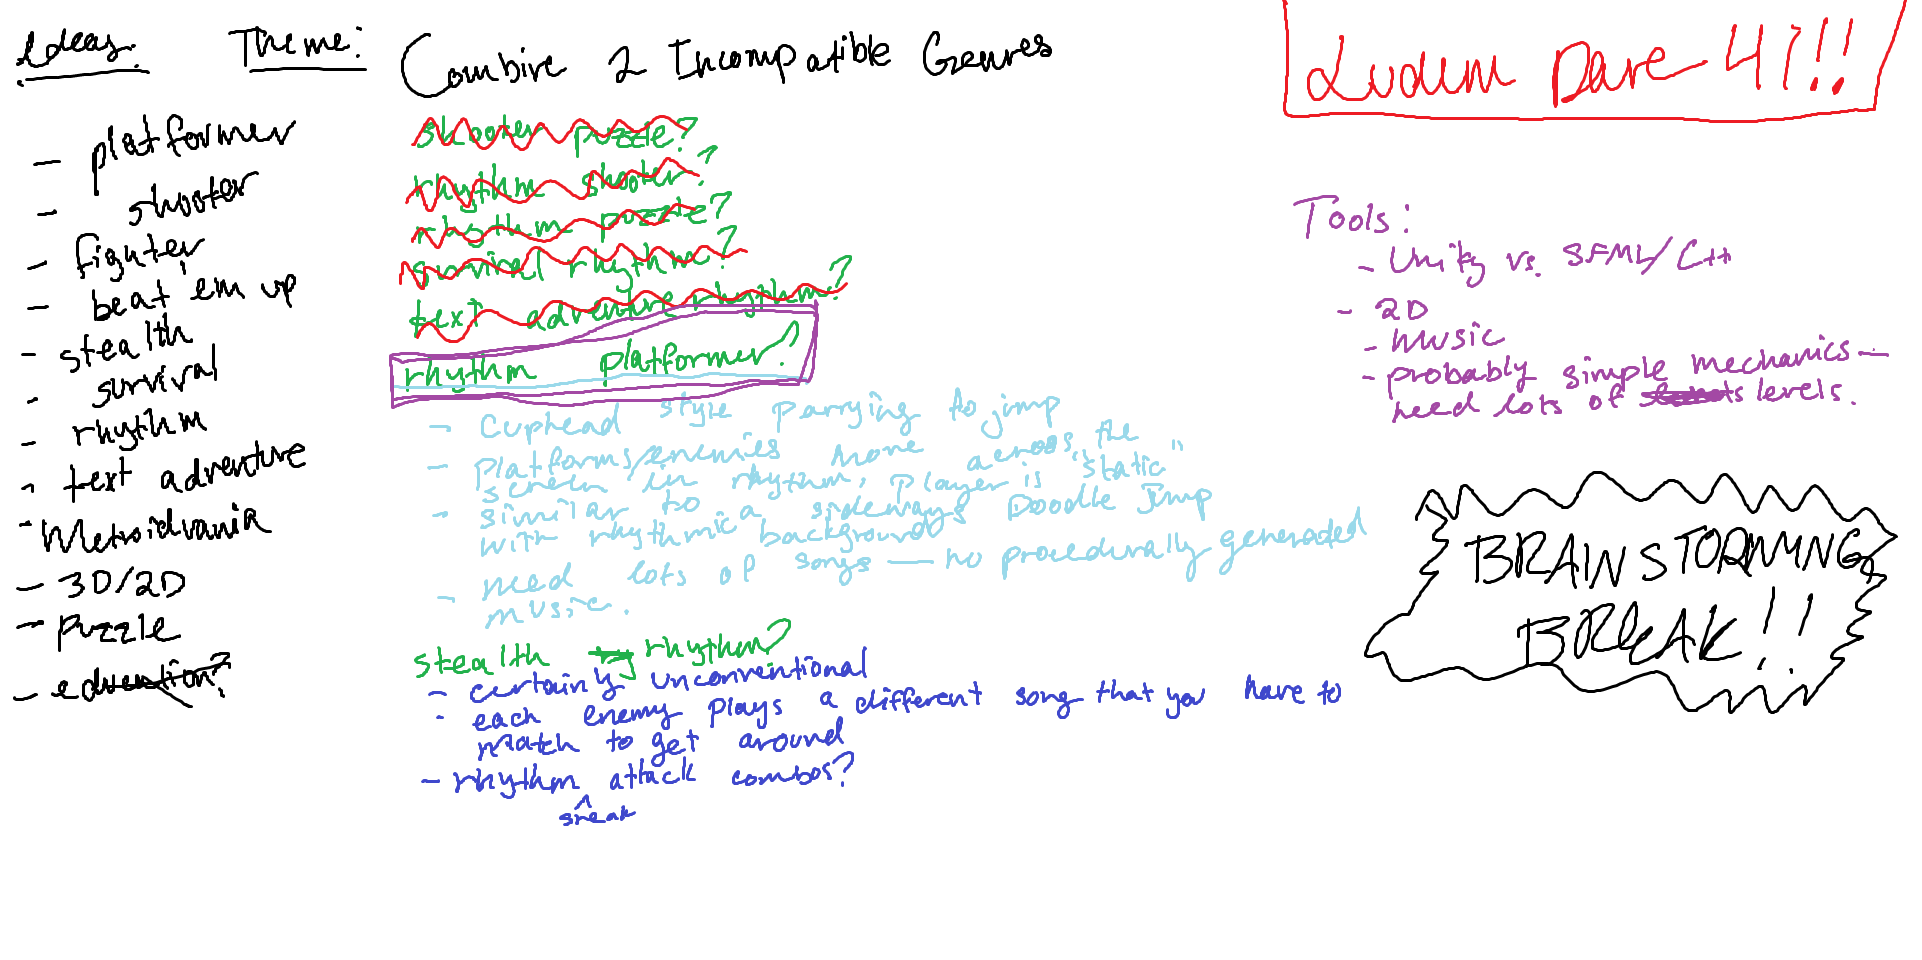 Ideas: Theme: Combine 2 Incompatible Genres
Ludum Dare 41!!
- platformer
- shooter
- fighter
- beat 'em up
- stealth
- survival
- rhythm
- text adventure
- Metroidvania
- 3D/2D
- puzzle
- education?
shooter puzzle?
rhythm shooter?
rhythm puzzle?
survival rhythm?
text adventure rhythm?
rhythm platformer?
- Cuphead style parrying to jump
- platforms/enemies move across the
screen in rhythm, player is "static"
- similar to a sideways Doodle Jump
with rhythmic backgrounds
- need lots of songs — no procedurally generated
music.
stealth rhythm?
- certainly unconventional
- each enemy plays a different song that you have to
match to get around
- rhythm attack combos?
^
sneak
Tools:
- Unity vs. SFML/C++
- 2D
- Music
- probably simple mechanics —
need lots of levels.
BRAINSTORMING
BREAK!!